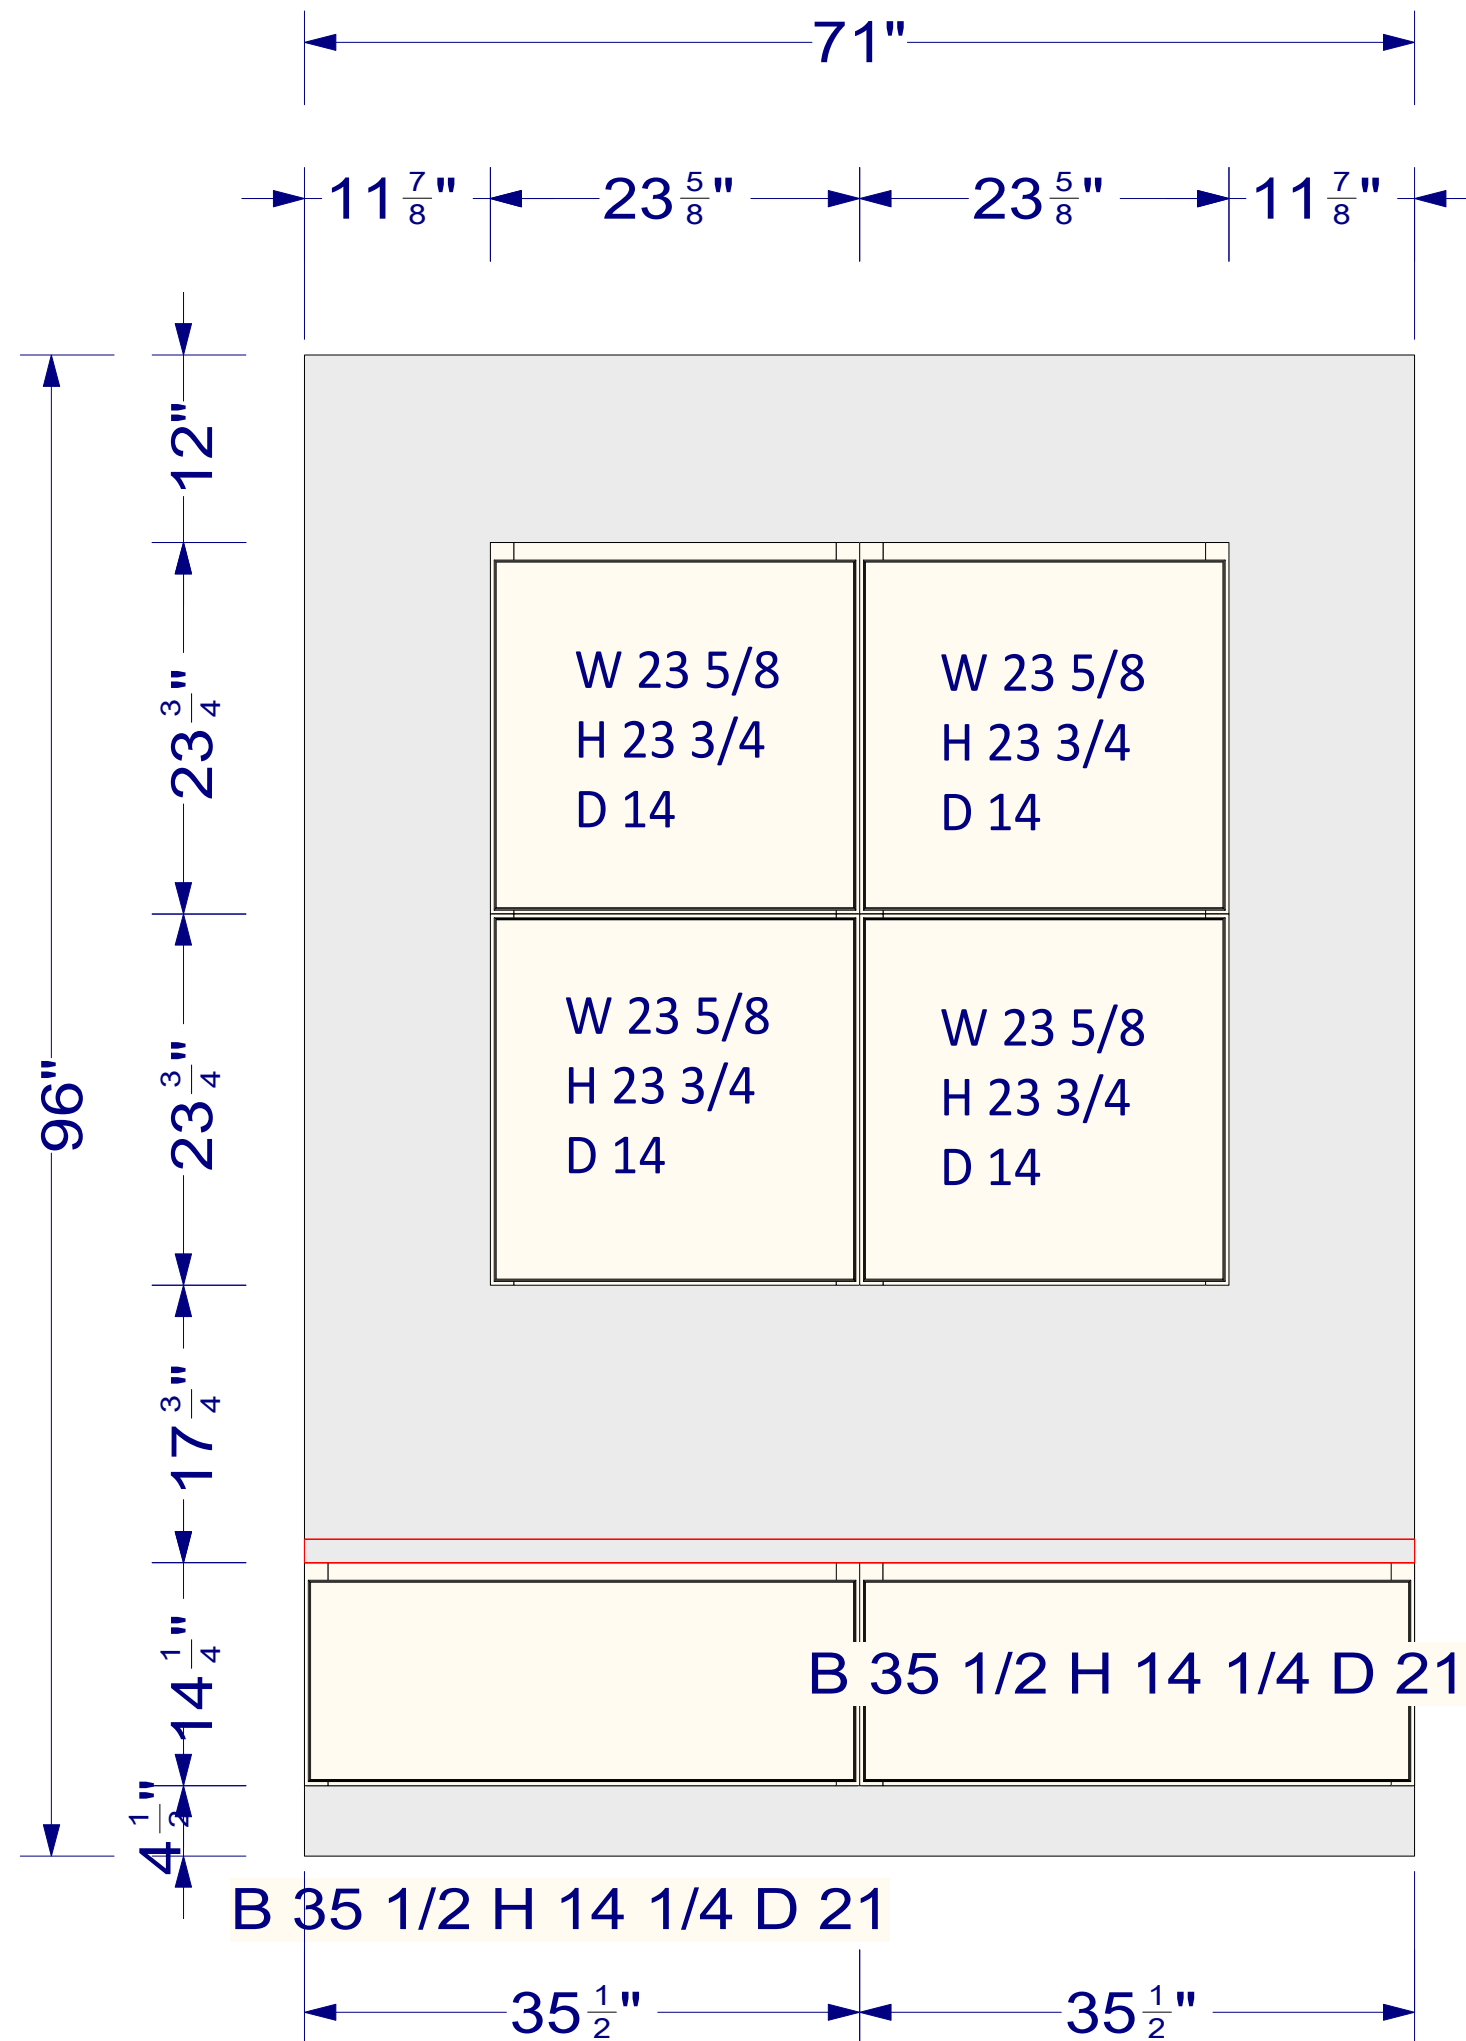 71"
11 7/8" 23 5/8" 23 5/8" 11 7/8"
12"
23 3/4"
23 3/4"
17 3/4"
14 1/4"
4 1/2"
96"
W 23 5/8
H 23 3/4
D 14
W 23 5/8
H 23 3/4
D 14
W 23 5/8
H 23 3/4
D 14
W 23 5/8
H 23 3/4
D 14
B 35 1/2 H 14 1/4 D 21
B 35 1/2 H 14 1/4 D 21
35 1/2" 35 1/2"